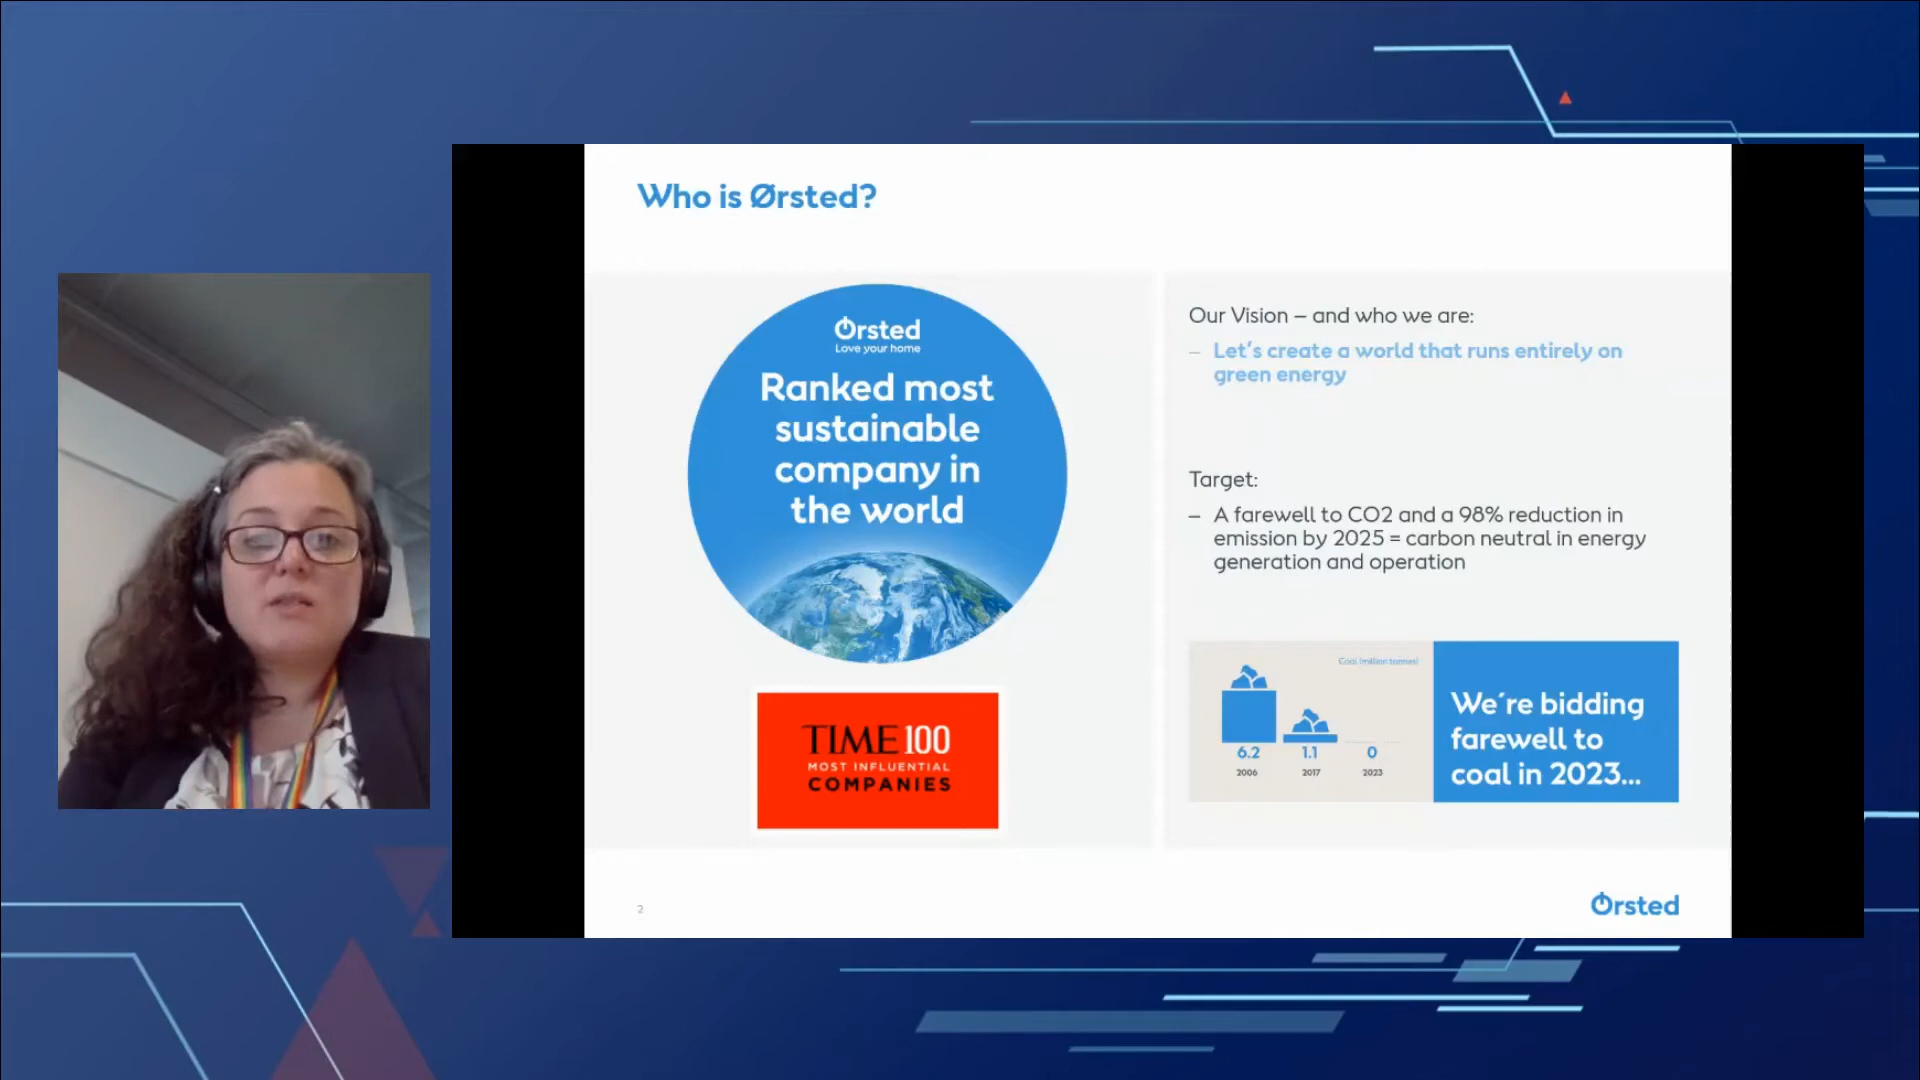 Who is Ørsted?
Ørsted
Love your home
Ranked most
sustainable
company in
the world
TIME 100
MOST INFLUENTIAL
COMPANIES
Our Vision – and who we are:
– Let's create a world that runs entirely on
green energy
Target:
– A farewell to CO2 and a 98% reduction in
emission by 2025 = carbon neutral in energy
generation and operation
Coal (million tonnes)
6.2 1.1 0
2006 2017 2023
We´re bidding
farewell to
coal in 2023...
2
Ørsted